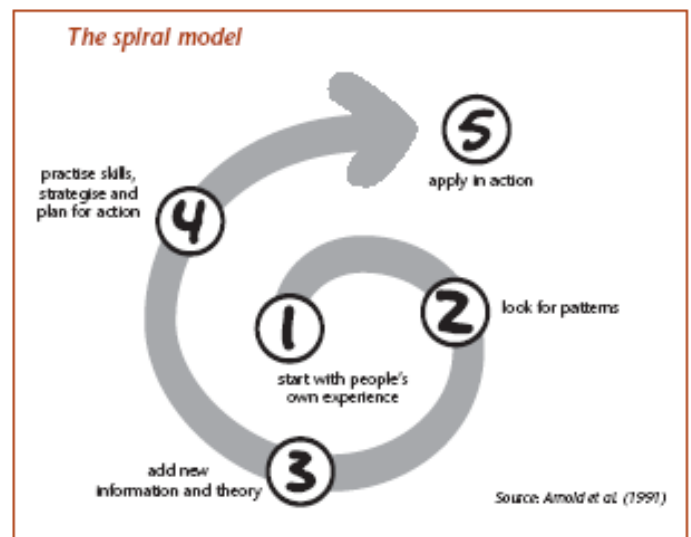 The spiral model
1
start with people's
own experience
2
look for patterns
3
add new
information and theory
4
practise skills,
strategise and
plan for action
5
apply in action
Source: Arnold et al. (1991)